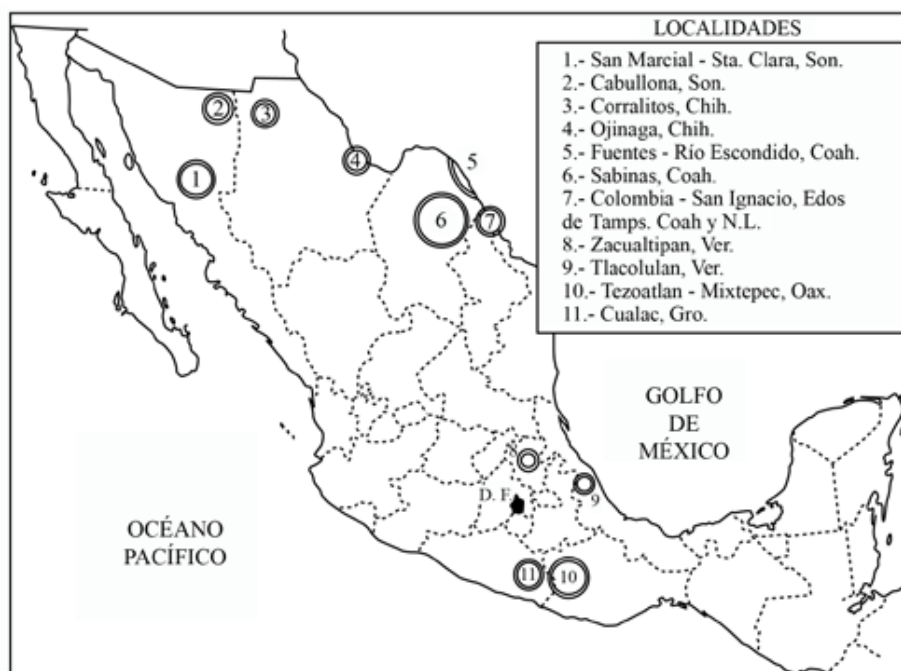 LOCALIDADES
1.- San Marcial - Sta. Clara, Son.
2.- Cabullona, Son.
3.- Corralitos, Chih.
4.- Ojinaga, Chih.
5.- Fuentes - Río Escondido, Coah.
6.- Sabinas, Coah.
7.- Colombia - San Ignacio, Edos
de Tamps. Coah y N.L.
8.- Zacualtipan, Ver.
9.- Tlacolulan, Ver.
10.- Tezoatlan - Mixtepec, Oax.
11.- Cualac, Gro.
2
3
4
5
1
6
7
GOLFO
DE
MÉXICO
8
9
D. F.
OCÉANO
PACÍFICO
11
10